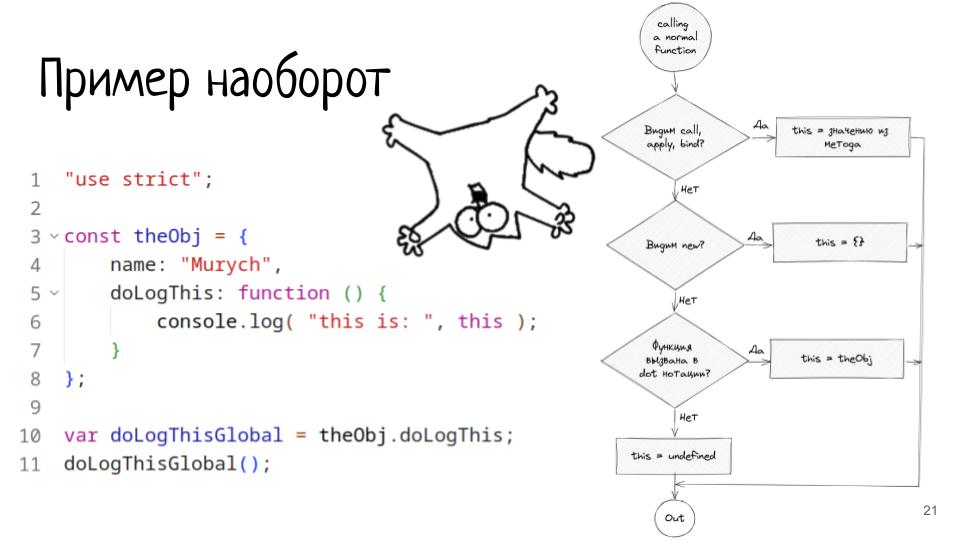 Пример наоборот
1 "use strict";
2
3 const theObj = {
4 name: "Murych",
5 doLogThis: function () {
6 console.log( "this is: ", this );
7 }
8 };
9
10 var doLogThisGlobal = theObj.doLogThis;
11 doLogThisGlobal();
calling
a normal
function
Видим call,
apply, bind?
Да
this = значению из
метода
Нет
Видим new?
Да
this = {}
Нет
Функция
вызвана в
dot нотации?
Да
this = theObj
Нет
this = undefined
Out
21